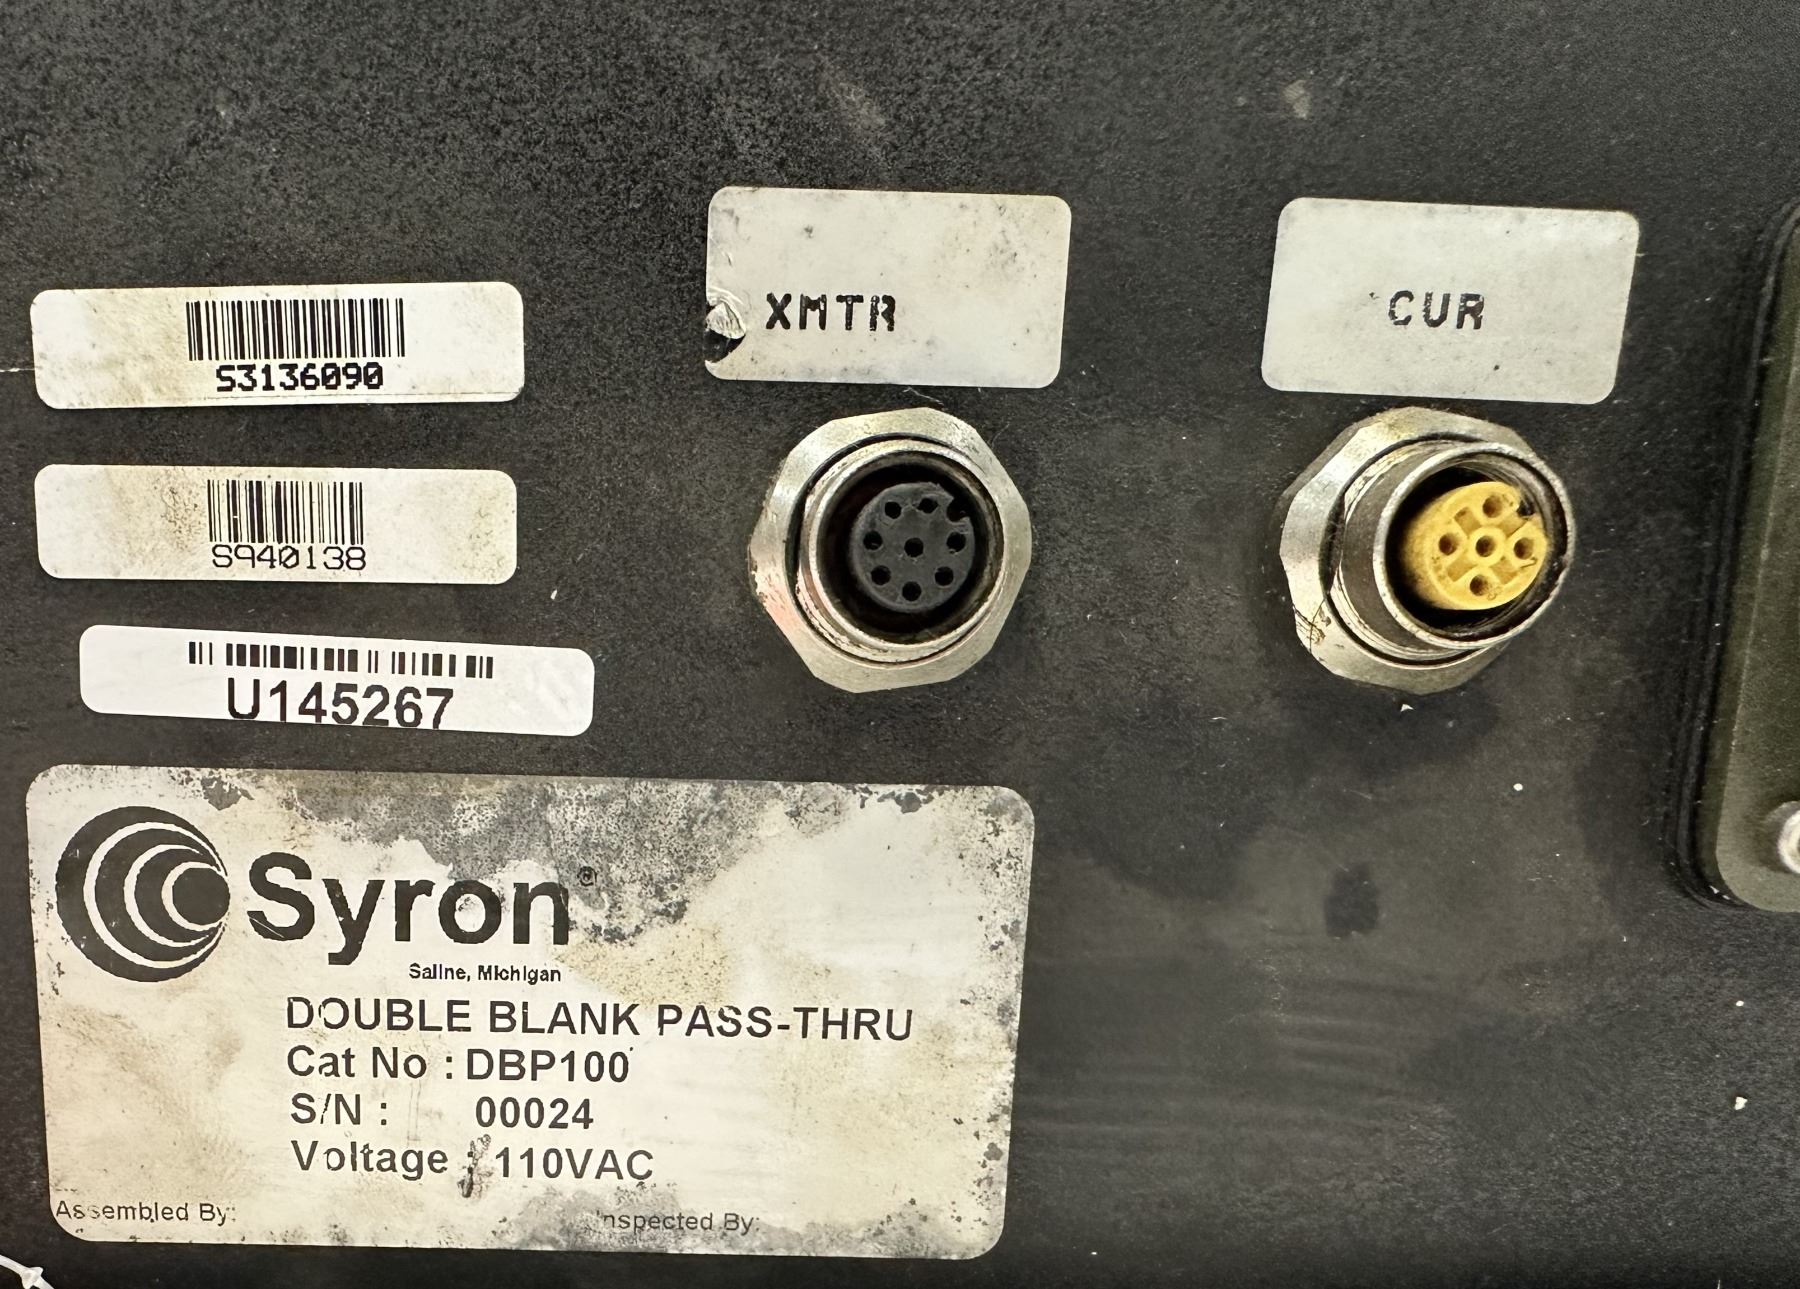 XMTR
CUR
S3136090
S940138
U145267
Syron®
Saline, Michigan
DOUBLE BLANK PASS-THRU
Cat No : DBP100
S/N : 00024
Voltage : 110VAC
Assembled By:
Inspected By: